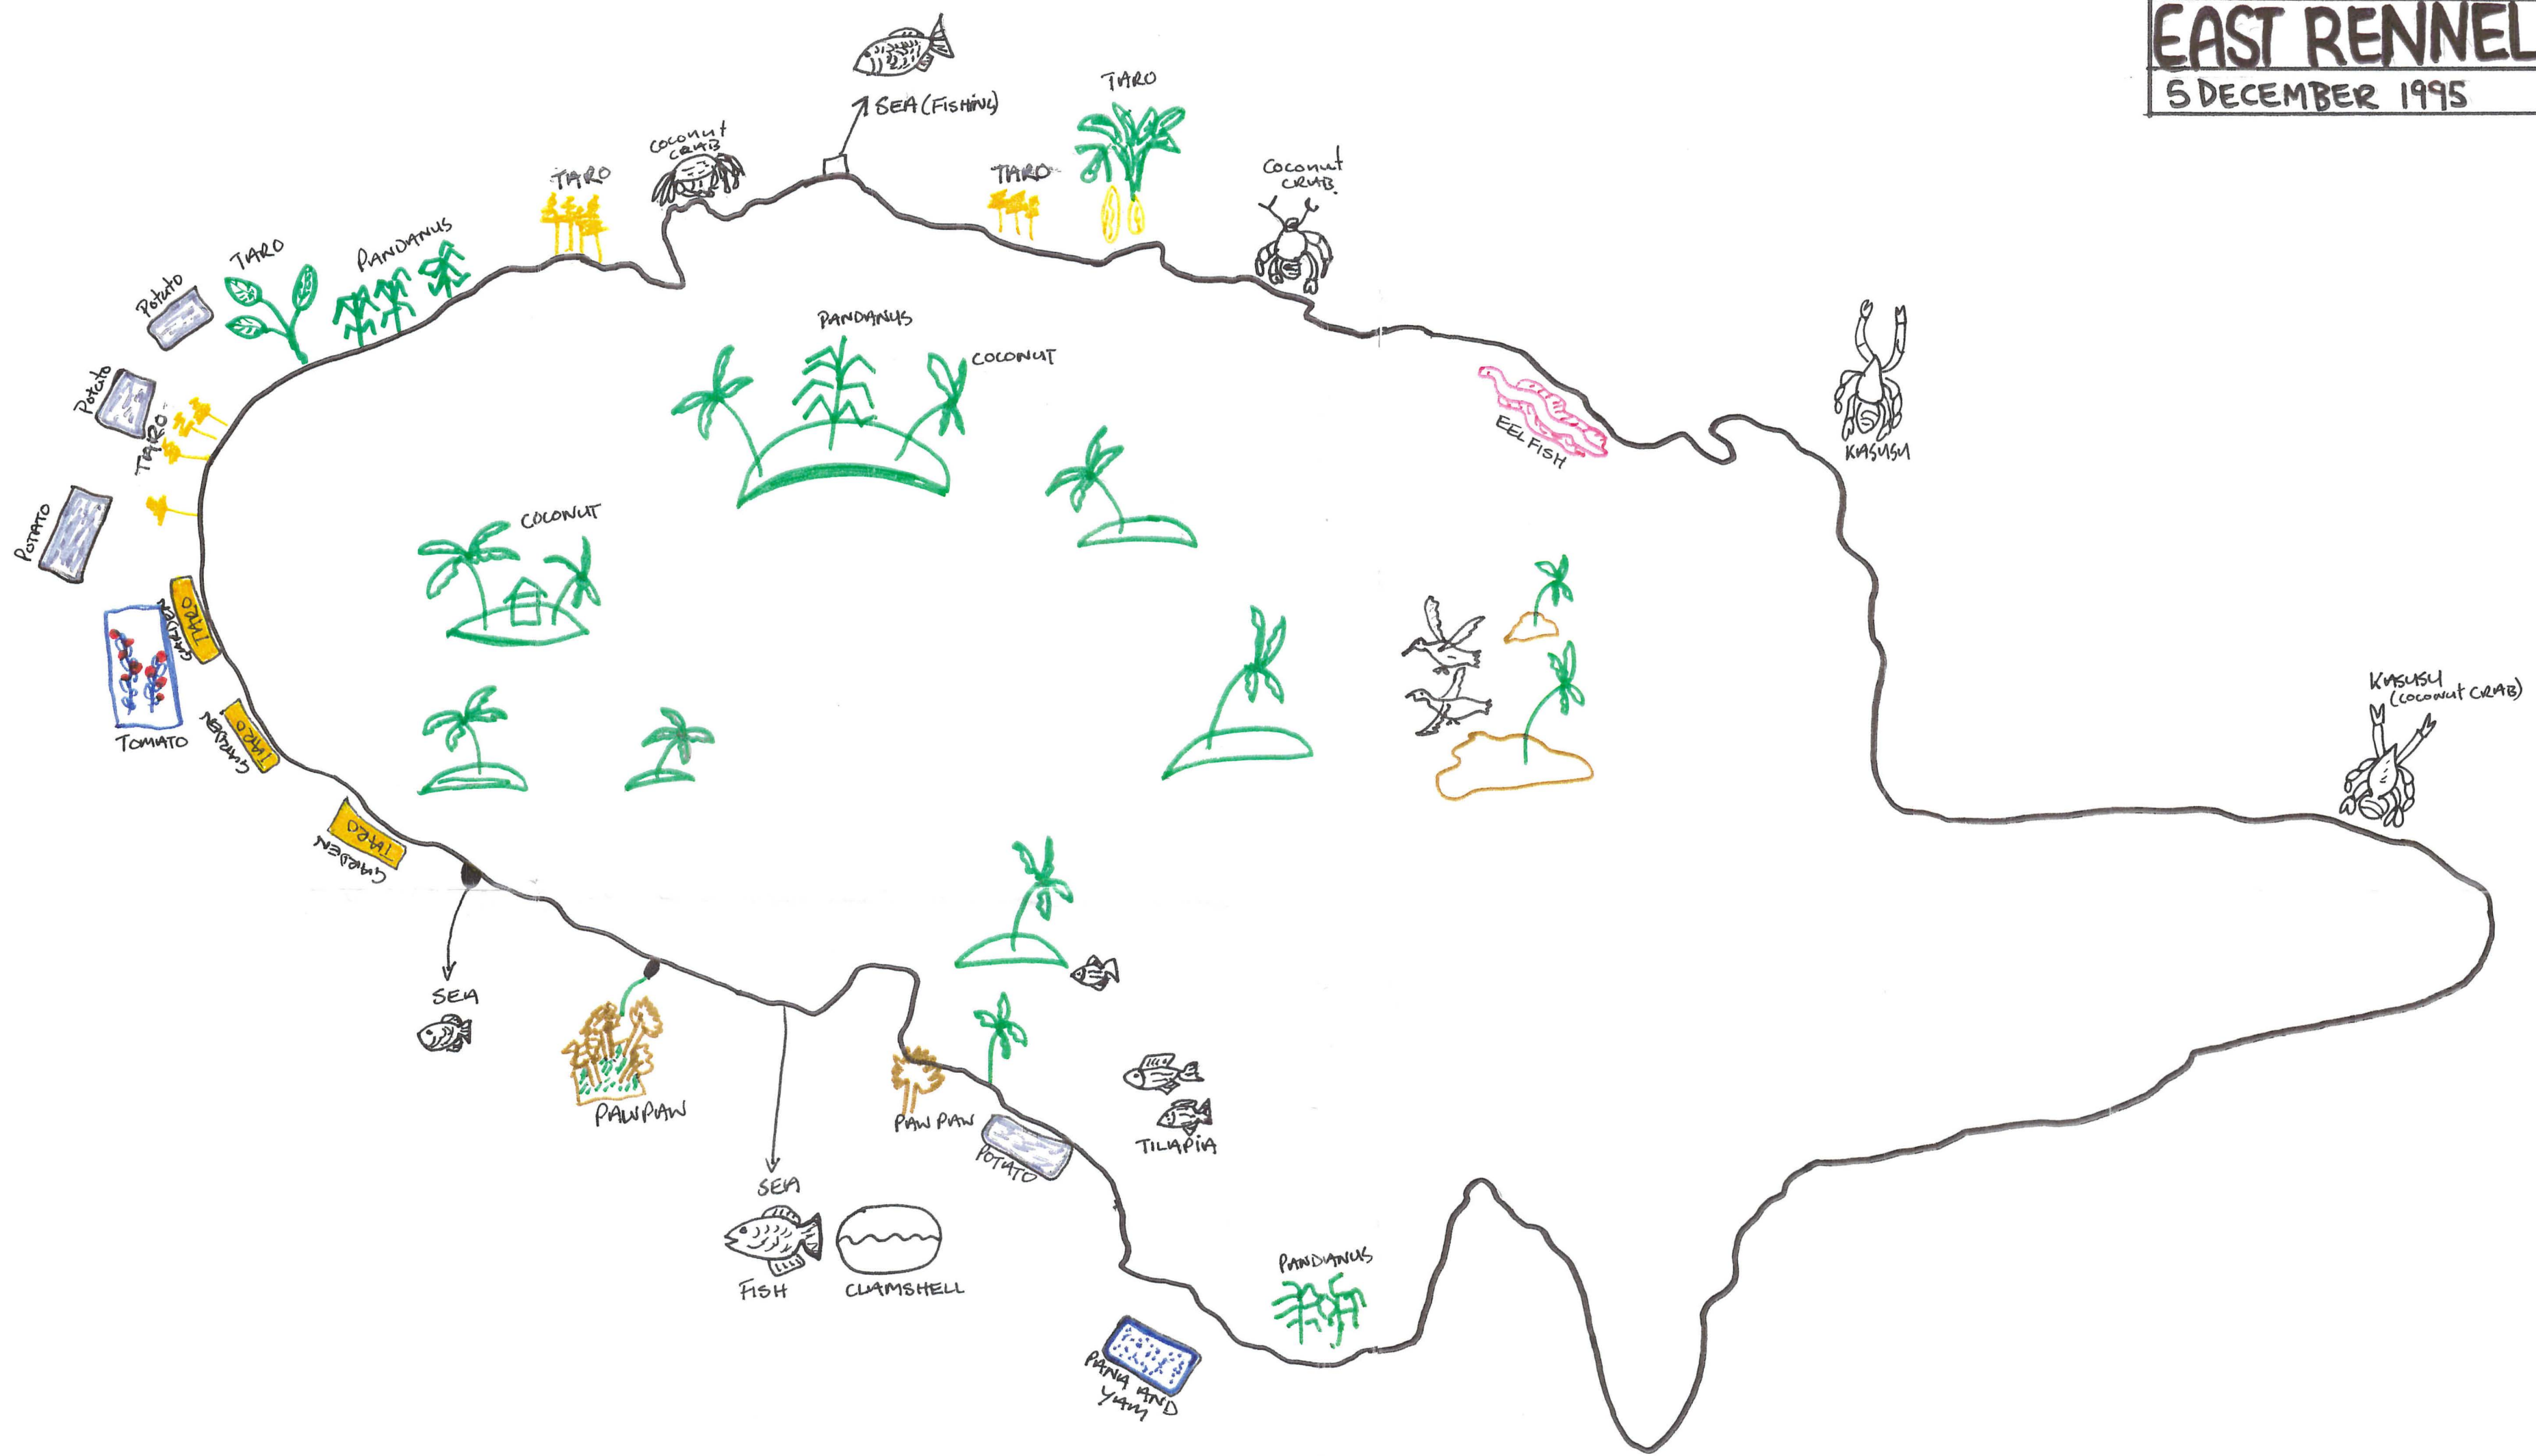 EAST RENNEL
5 DECEMBER 1995
SEA (FISHING)
TARO
COCONUT
CRAB
TARO
TARO
COCONUT
CRAB.
TARO
PANDANUS
POTATO
PANDANUS
COCONUT
KASUSU
POTATO
TARO
EELFISH
POTATO
COCONUT
TARO
GARDEN
TOMATO
TARO
GARDEN
KASUSU
(COCONUT CRAB)
TARO
GARDEN
SEA
PAWPAW
PAW PAW
POTATO
TILAPIA
SEA
FISH
CLAMSHELL
PANDANUS
PANA AND
YAM